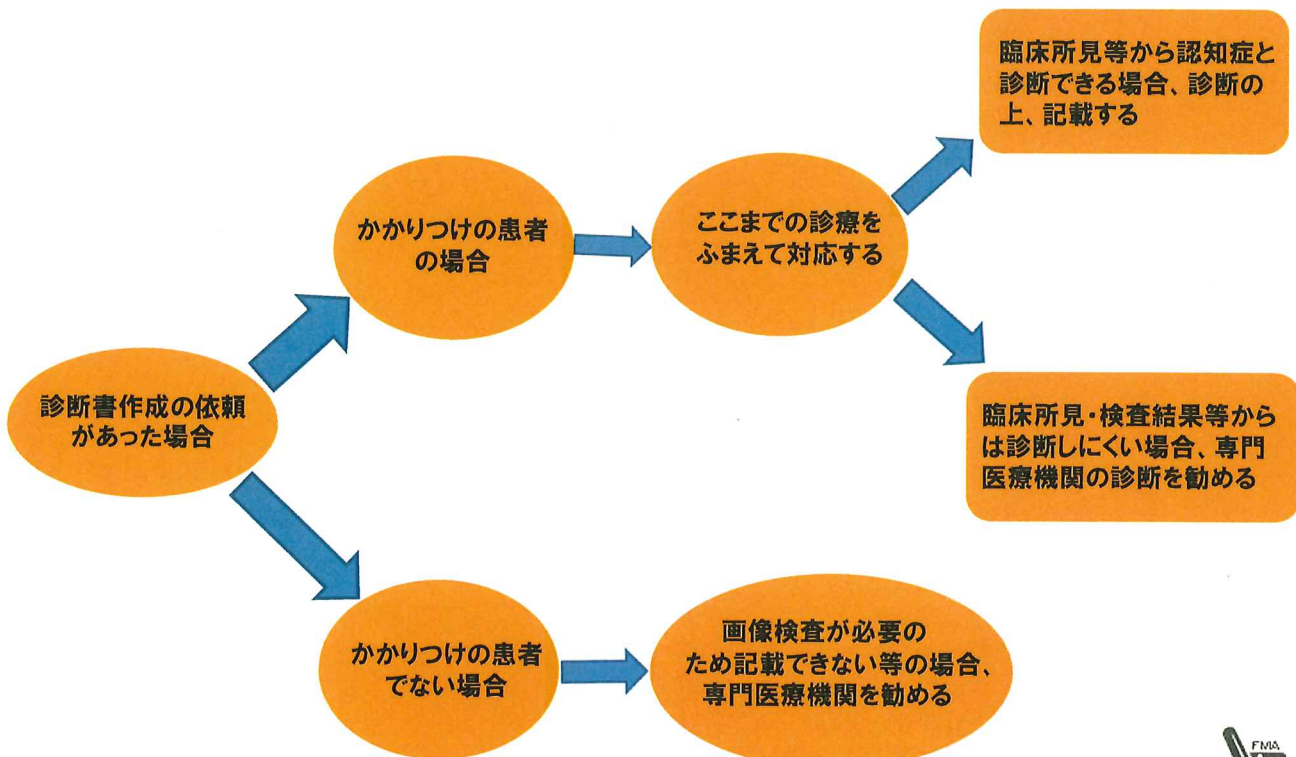 臨床所見等から認知症と
診断できる場合、診断の
上、記載する
かかりつけの患者
の場合
ここまでの診療を
ふまえて対応する
診断書作成の依頼
があった場合
臨床所見・検査結果等から
は診断しにくい場合、専門
医療機関の診断を勧める
かかりつけの患者
でない場合
画像検査が必要の
ため記載できない等の場合、
専門医療機関を勧める
FMA